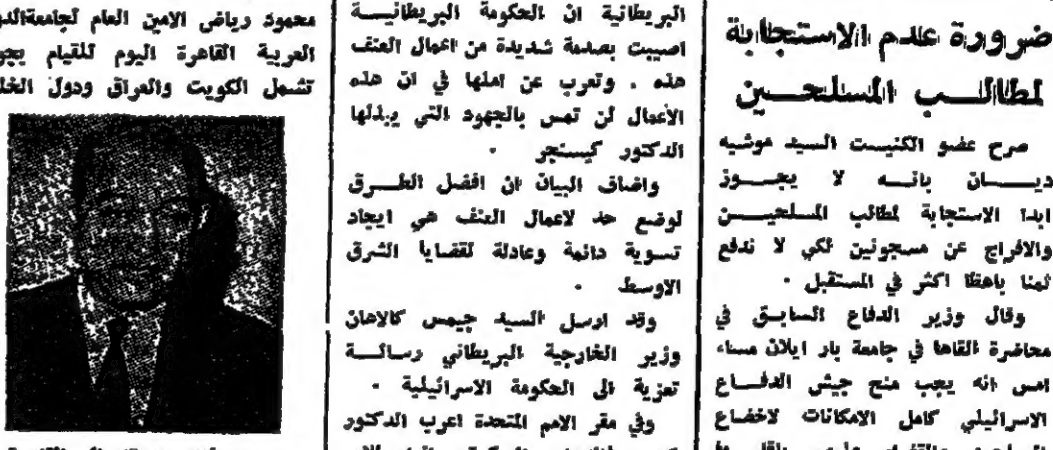 ضرورة عدم الاستجابة
لمطالب المسلحين
صرح عضو الكنيست السيد موشيه
ديان بانه لا يجوز
ابدا الاستجابة لمطالب المسلحين
والافراج عن مسجونين لكي لا ندفع
ثمنا باهظا اكثر في المستقبل .
وقال وزير الدفاع السابق في
محاضرة القاها في جامعة بار ايلان مساء
امس انه يجب منح جيش الدفاع
الاسرائيلي كامل الامكانات لاخضاع
البريطانية ان الحكومة البريطانية
اصيبت بصدمة شديدة من اعمال العنف
هذه . وتعرب عن املها في ان هذه
الأعمال لن تمس بالجهود التي يبذلها
الدكتور كيسنجر .
واضاف البيان ان افضل الطرق
لوضع حد لاعمال العنف هي ايجاد
تسوية دائمة وعادلة لقضايا الشرق
الاوسط .
وقد ارسل السيد جيمس كالاهان
وزير الخارجية البريطاني رسالة
تعزية الى الحكومة الاسرائيلية .
وفي مقر الامم المتحدة اعرب الدكتور
محمود رياض الامين العام لجامعة الدو
العربية القاهرة اليوم للقيام بجو
تشمل الكويت والعراق ودول الخل